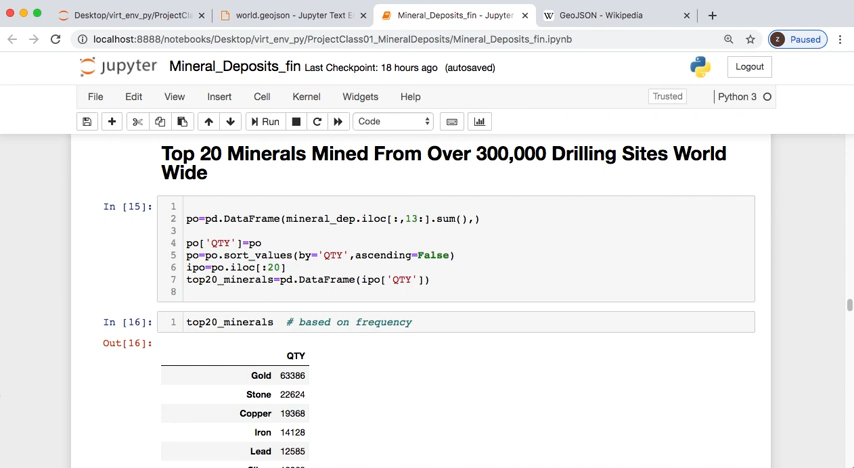 Desktop/virt_env_py/ProjectCl
world.geojson - Jupyter Text E
Mineral_Deposits_fin - Jupyter
GeoJSON - Wikipedia
localhost:8888/notebooks/Desktop/virt_env_py/ProjectClass01_MineralDeposits/Mineral_Deposits_fin.ipynb
z Paused
jupyter Mineral_Deposits_fin Last Checkpoint: 18 hours ago (autosaved)
Logout
File Edit View Insert Cell Kernel Widgets Help
Trusted
Python 3
Run
Code
Top 20 Minerals Mined From Over 300,000 Drilling Sites World
Wide
In [15]:
1
2 po=pd.DataFrame(mineral_dep.iloc[:,13:].sum(),)
3
4 po['QTY']=po
5 po=po.sort_values(by='QTY',ascending=False)
6 ipo=po.iloc[:20]
7 top20_minerals=pd.DataFrame(ipo['QTY'])
8
In [16]: 1 top20_minerals # based on frequency
Out[16]:
QTY
Gold 63386
Stone 22624
Copper 19368
Iron 14128
Lead 12585